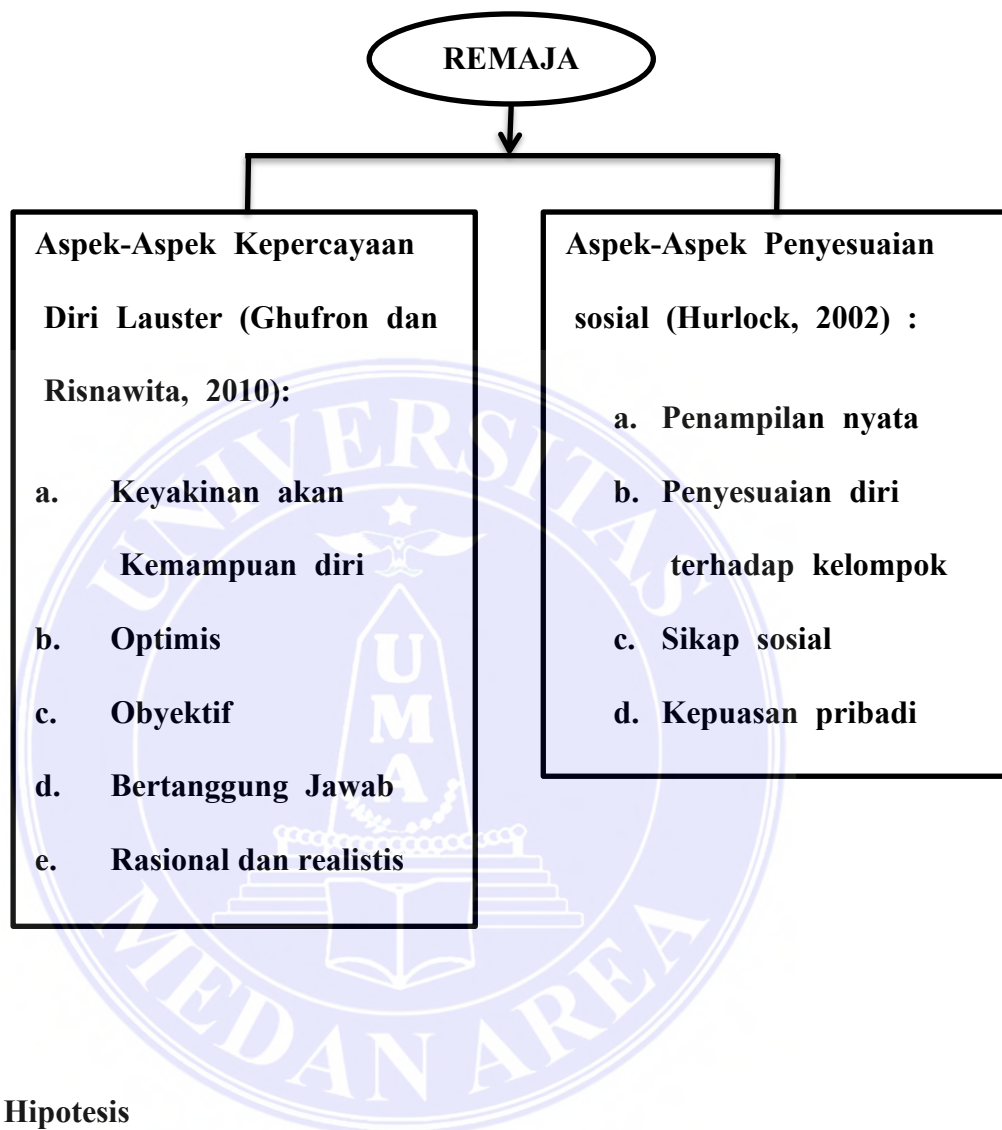 REMAJA
Aspek-Aspek Kepercayaan
Diri Lauster (Ghufron dan
Risnawita, 2010):
a. Keyakinan akan
Kemampuan diri
b. Optimis
c. Obyektif
d. Bertanggung Jawab
e. Rasional dan realistis
Aspek-Aspek Penyesuaian
sosial (Hurlock, 2002) :
a. Penampilan nyata
b. Penyesuaian diri
terhadap kelompok
c. Sikap sosial
d. Kepuasan pribadi
UNIVERSITAS
UMA
MEDAN AREA
Hipotesis